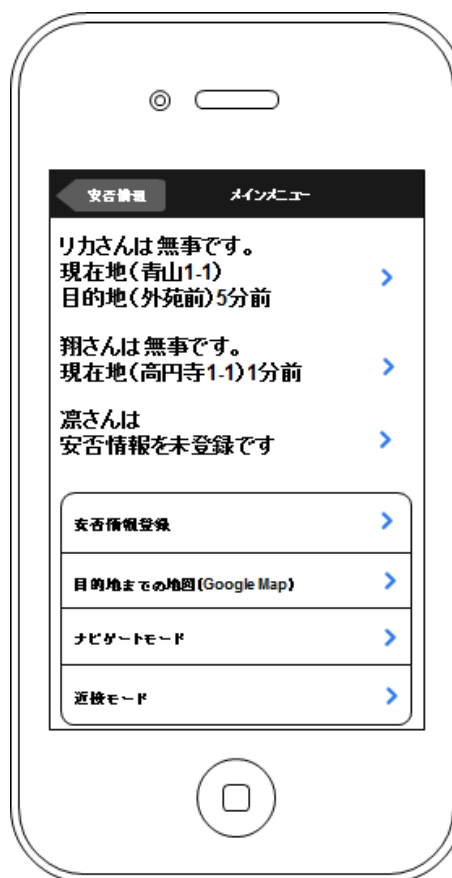 安否情報
メインメニュー
リカさんは無事です。
現在地(青山1-1)
目的地(外苑前)5分前
翔さんは無事です。
現在地(高円寺1-1)1分前
凛さんは
安否情報を未登録です
安否情報登録
目的地までの地図(Google Map)
ナビゲートモード
近接モード